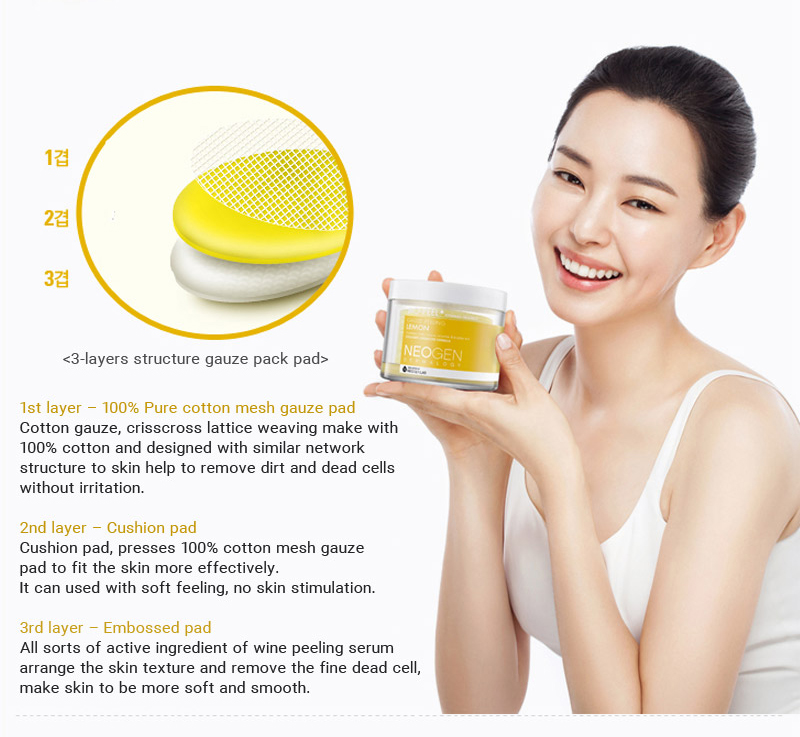 1겹
2겹
3겹
<3-layers structure gauze pack pad>
LEMON
NEOGEN
1st layer – 100% Pure cotton mesh gauze pad
Cotton gauze, crisscross lattice weaving make with
100% cotton and designed with similar network
structure to skin help to remove dirt and dead cells
without irritation.
2nd layer – Cushion pad
Cushion pad, presses 100% cotton mesh gauze
pad to fit the skin more effectively.
It can used with soft feeling, no skin stimulation.
3rd layer – Embossed pad
All sorts of active ingredient of wine peeling serum
arrange the skin texture and remove the fine dead cell,
make skin to be more soft and smooth.